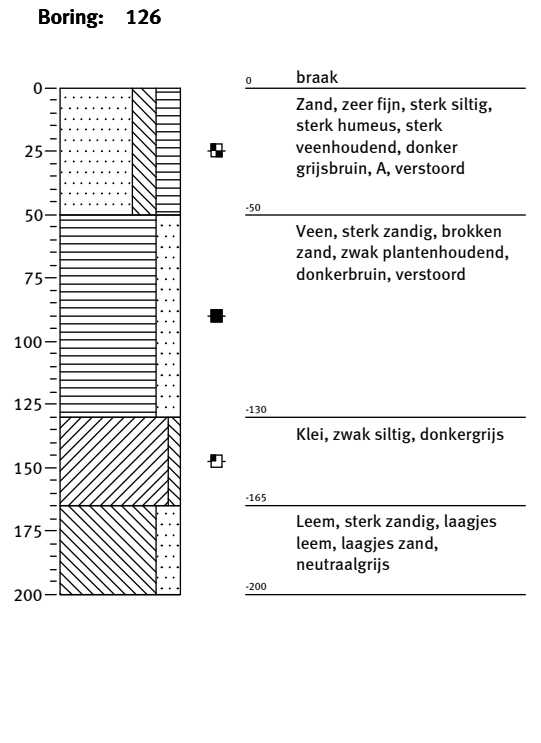 Boring: 126
0
25
50
75
100
125
150
175
200
0 braak
Zand, zeer fijn, sterk siltig,
sterk humeus, sterk
veenhoudend, donker
grijsbruin, A, verstoord
-50
Veen, sterk zandig, brokken
zand, zwak plantenhoudend,
donkerbruin, verstoord
-130
Klei, zwak siltig, donkergrijs
-165
Leem, sterk zandig, laagjes
leem, laagjes zand,
neutraalgrijs
-200